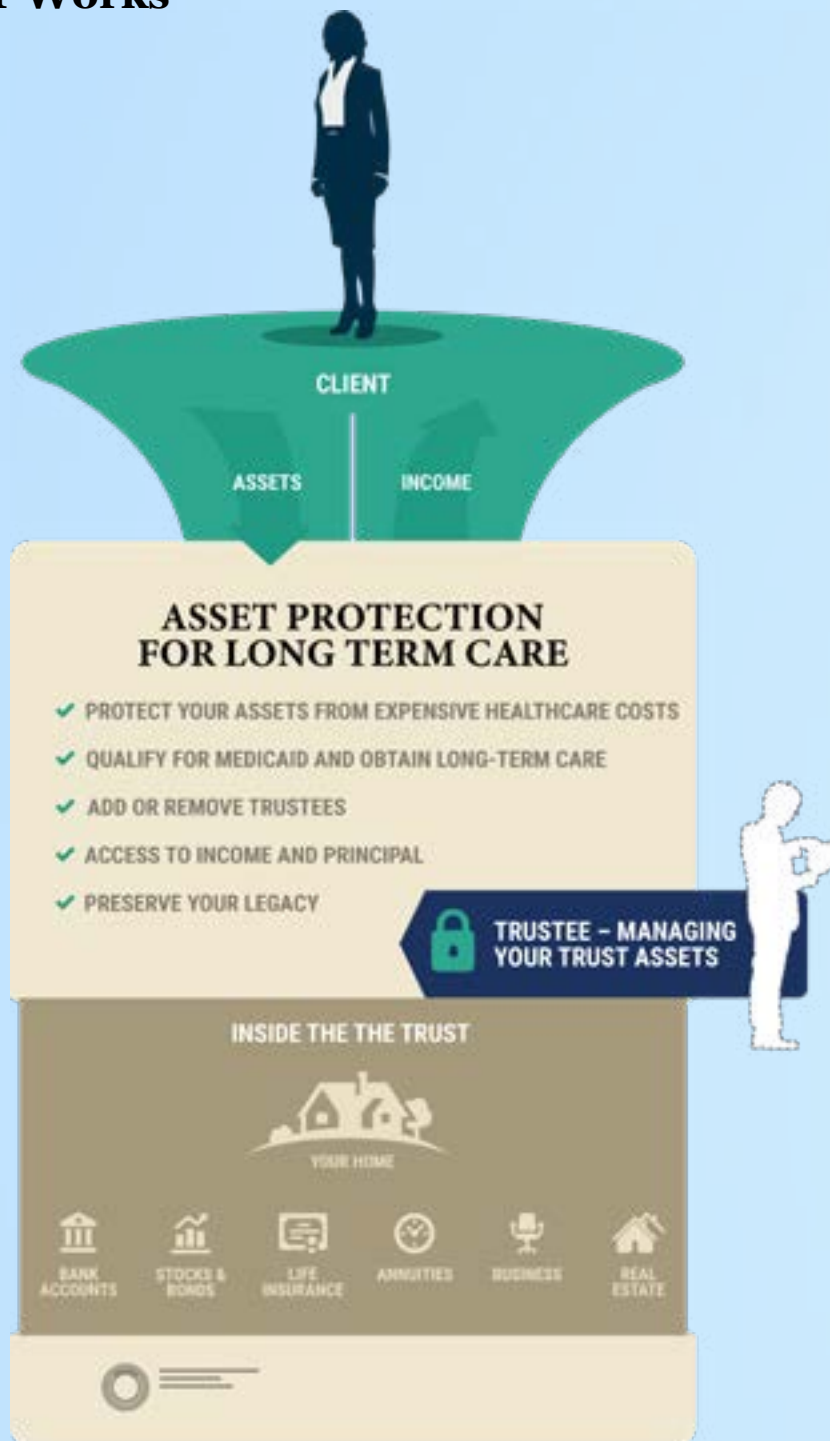 Works
CLIENT
ASSETS
INCOME
ASSET PROTECTION
FOR LONG TERM CARE
PROTECT YOUR ASSETS FROM EXPENSIVE HEALTHCARE COSTS
QUALIFY FOR MEDICAID AND OBTAIN LONG-TERM CARE
ADD OR REMOVE TRUSTEES
ACCESS TO INCOME AND PRINCIPAL
PRESERVE YOUR LEGACY
TRUSTEE – MANAGING
YOUR TRUST ASSETS
INSIDE THE THE TRUST
YOUR HOME
BANK
ACCOUNTS
STOCKS &
BONDS
LIFE
INSURANCE
ANNUITIES
BUSINESS
REAL
ESTATE